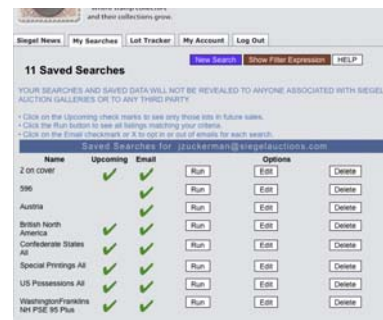 where stamp collectors
and their collections grow.
Siegel News My Searches Lot Tracker My Account Log Out
New Search Show Filter Expression HELP
11 Saved Searches
YOUR SEARCHES AND SAVED DATA WILL NOT BE REVEALED TO ANYONE ASSOCIATED WITH SIEGEL
AUCTION GALLERIES OR TO ANY THIRD PARTY
• Click on the Upcoming check marks to see only those lots in future sales.
• Click the Run button to see all listings matching your criteria.
• Click on the Email checkmark or X to opt in or out of emails for each search.
Saved Searches for jzuckerman@siegelauctions.com
Name Upcoming Email Options
2 on cover Run Edit Delete
596 Run Edit Delete
Austria Run Edit Delete
British North
America Run Edit Delete
Confederate States
All Run Edit Delete
Special Printings All Run Edit Delete
US Possessions All Run Edit Delete
WashingtonFranklins
NH PSE 95 Plus Run Edit Delete